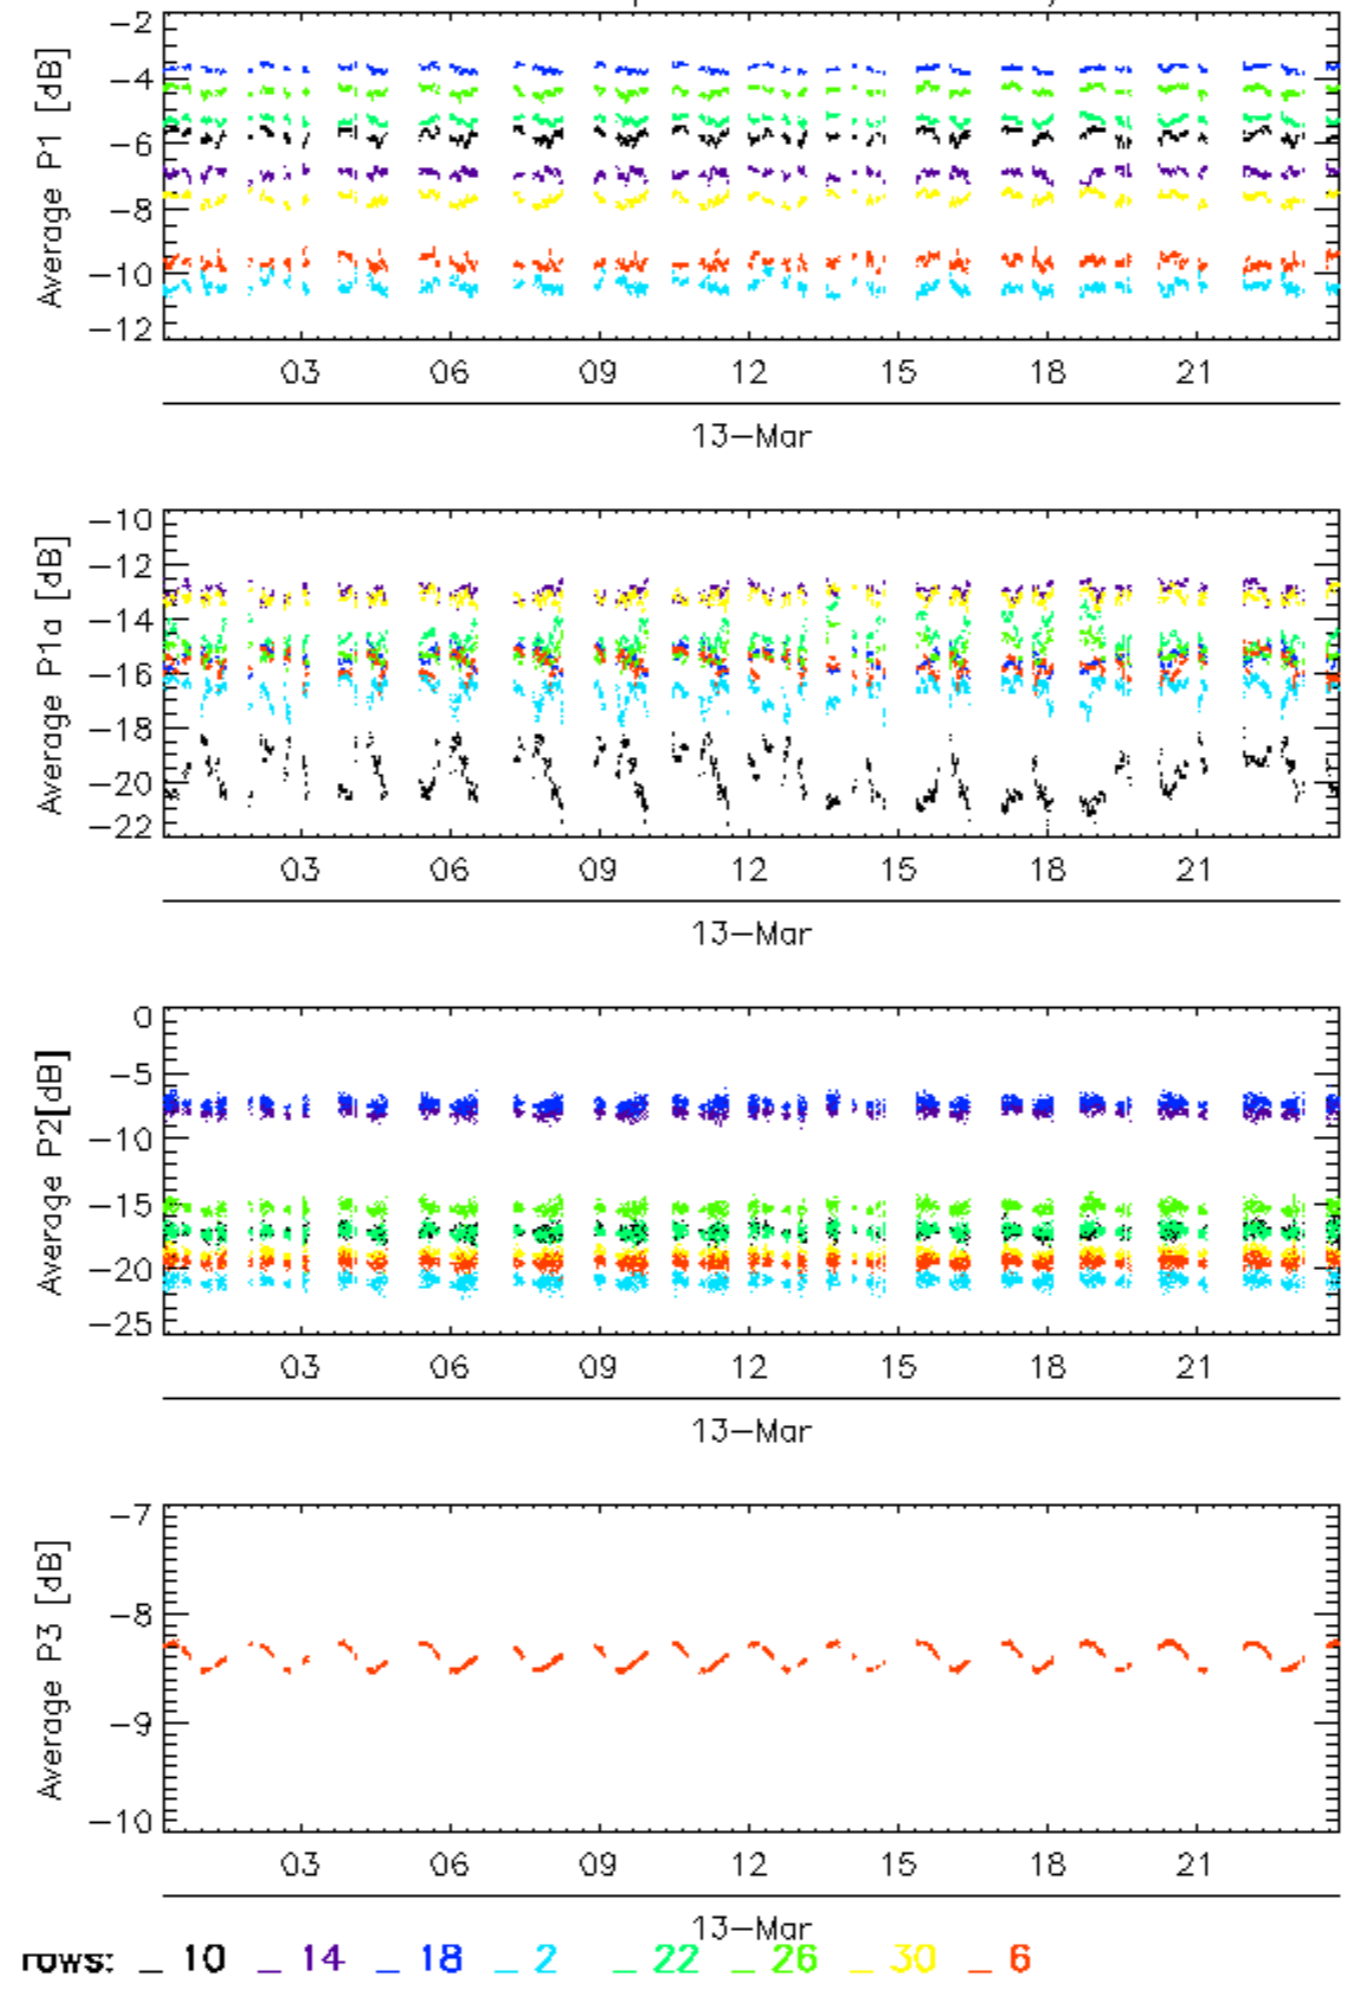 Average P1 [dB]
−2
−4
−6
−8
−10
−12
03 06 09 12 15 18 21
13−Mar
Average P1a [dB]
−10
−12
−14
−16
−18
−20
−22
03 06 09 12 15 18 21
13−Mar
Average P2[dB]
0
−5
−10
−15
−20
−25
03 06 09 12 15 18 21
13−Mar
Average P3 [dB]
−7
−8
−9
−10
03 06 09 12 15 18 21
13−Mar
rows: _ 10 _ 14 _ 18 _ 2 _ 22 _ 26 _ 30 _ 6